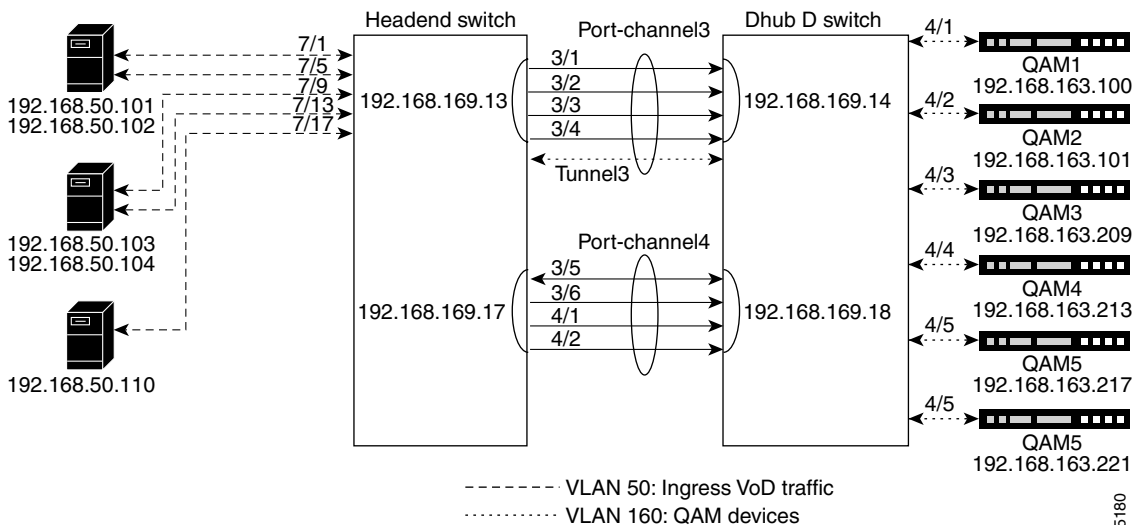 Headend switch
Dhub D switch
Port-channel3
7/1
7/5
7/9
7/13
7/17
192.168.50.101
192.168.50.102
192.168.50.103
192.168.50.104
192.168.50.110
192.168.169.13
3/1
3/2
3/3
3/4
Tunnel3
192.168.169.14
Port-channel4
192.168.169.17
3/5
3/6
4/1
4/2
192.168.169.18
4/1
QAM1
192.168.163.100
4/2
QAM2
192.168.163.101
4/3
QAM3
192.168.163.209
4/4
QAM4
192.168.163.213
4/5
QAM5
192.168.163.217
4/5
QAM5
192.168.163.221
VLAN 50: Ingress VoD traffic
VLAN 160: QAM devices